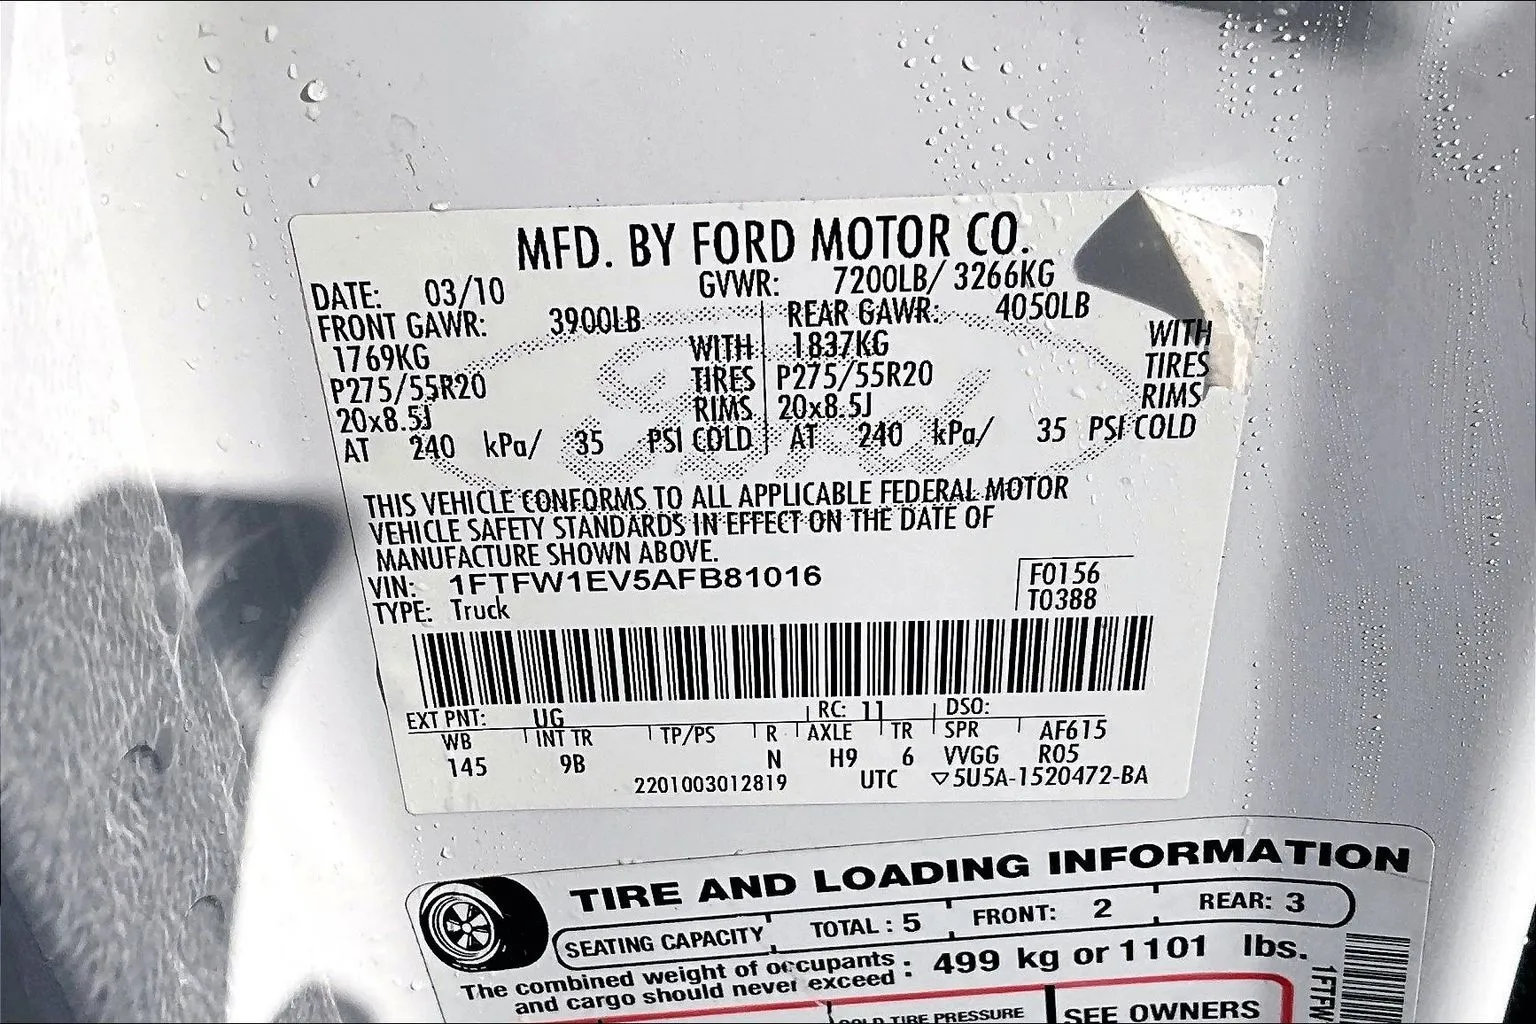 MFD. BY FORD MOTOR CO.
DATE: 03/10 GVWR: 7200LB/ 3266KG
FRONT GAWR: 3900LB REAR GAWR: 4050LB
1769KG WITH 1837KG WITH
P275/55R20 TIRES P275/55R20 TIRES
20x8.5J RIMS 20x8.5J RIMS
AT 240 kPa/ 35 PSI COLD AT 240 kPa/ 35 PSI COLD
Ford
THIS VEHICLE CONFORMS TO ALL APPLICABLE FEDERAL MOTOR
VEHICLE SAFETY STANDARDS IN EFFECT ON THE DATE OF
MANUFACTURE SHOWN ABOVE.
VIN: 1FTFW1EV5AFB81016 F0156
TYPE: Truck T0388
EXT PNT: UG RC: 11 DSO:
WB INT TR TP/PS R AXLE TR SPR AF615
145 9B N H9 6 VVGG R05
2201003012819 UTC ▽5U5A-1520472-BA
TIRE AND LOADING INFORMATION
SEATING CAPACITY TOTAL : 5 FRONT: 2 REAR: 3
The combined weight of occupants : 499 kg or 1101 lbs.
and cargo should never exceed
TIRE PRESSURE SEE OWNERS
1FTFW